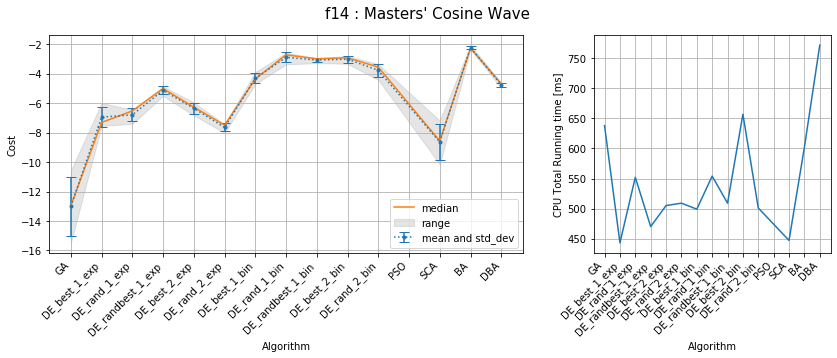 f14 : Masters' Cosine Wave
−2
−4
−6
−8
−10
−12
−14
−16
Cost
median
range
mean and std_dev
GA
DE_best_1_exp
DE_rand_1_exp
DE_randbest_1_exp
DE_best_2_exp
DE_rand_2_exp
DE_best_1_bin
DE_rand_1_bin
DE_randbest_1_bin
DE_best_2_bin
DE_rand_2_bin
PSO
SCA
BA
DBA
Algorithm
750
700
650
600
550
500
450
CPU Total Running time [ms]
GA
DE_best_1_exp
DE_rand_1_exp
DE_randbest_1_exp
DE_best_2_exp
DE_rand_2_exp
DE_best_1_bin
DE_rand_1_bin
DE_randbest_1_bin
DE_best_2_bin
DE_rand_2_bin
PSO
SCA
BA
DBA
Algorithm